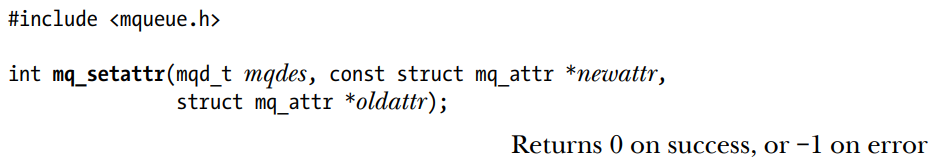 #include <mqueue.h>
int mq_setattr(mqd_t mqdes, const struct mq_attr *newattr,
struct mq_attr *oldattr);
Returns 0 on success, or −1 on error